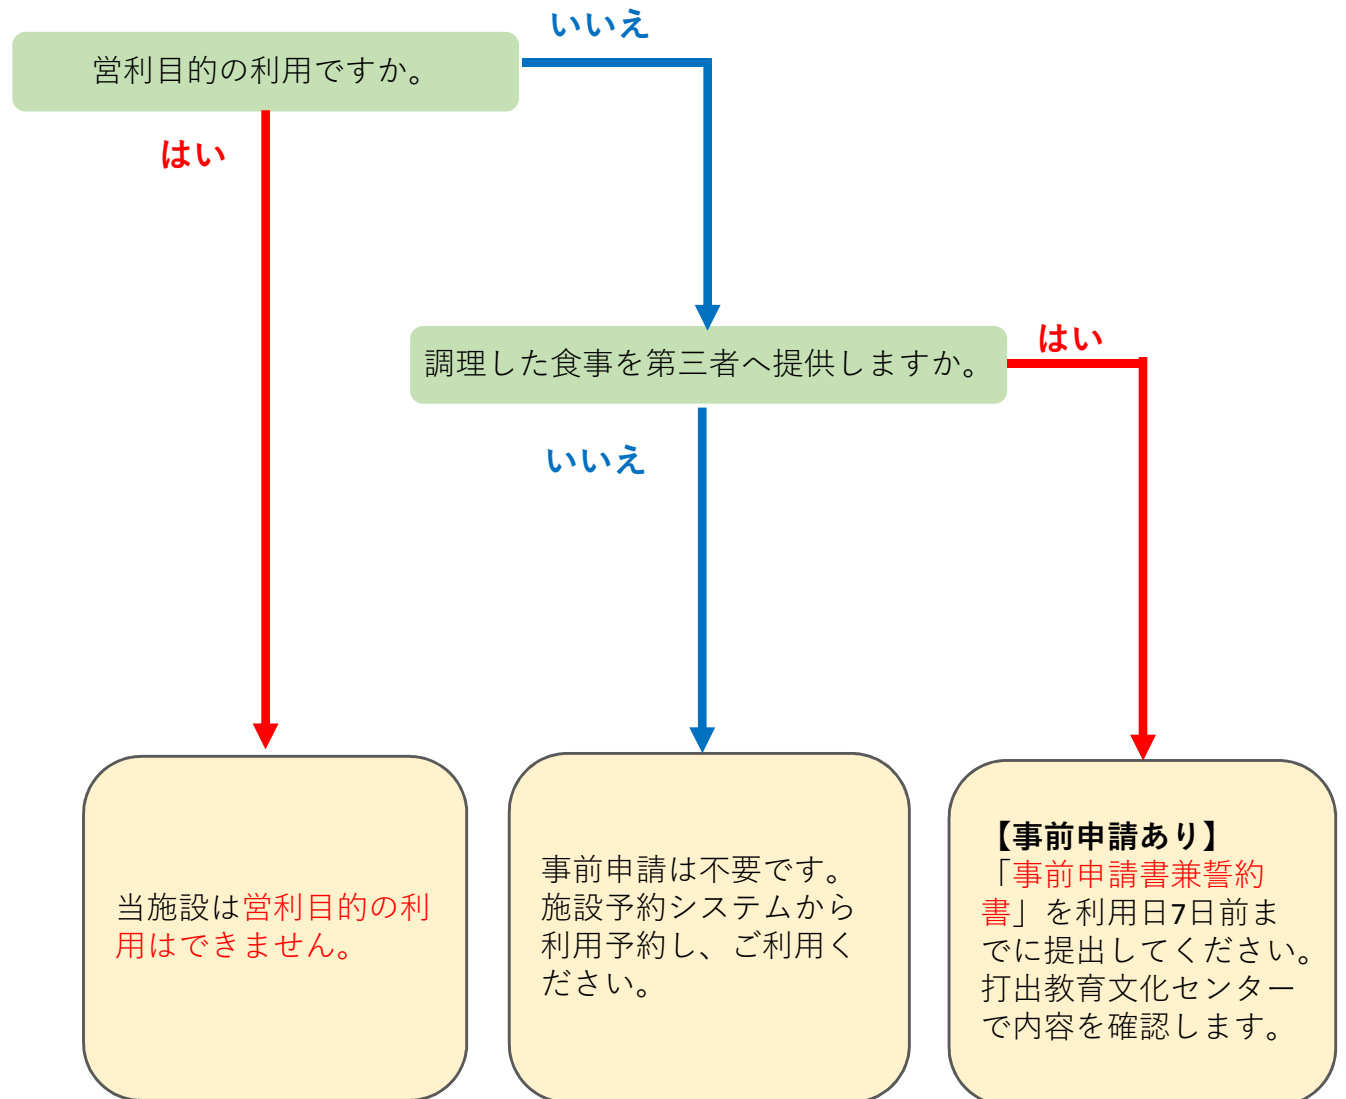 いいえ
営利目的の利用ですか。
はい
はい
調理した食事を第三者へ提供しますか。
いいえ
当施設は営利目的の利
用はできません。
事前申請は不要です。
施設予約システムから
利用予約し、ご利用く
ださい。
【事前申請あり】
「事前申請書兼誓約
書」を利用日7日前ま
でに提出してください。
打出教育文化センター
で内容を確認します。